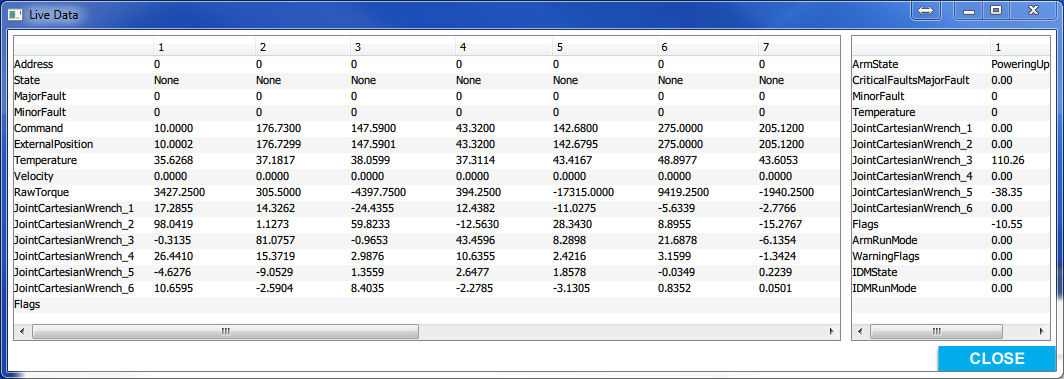 Live Data
1 2 3 4 5 6 7
Address 0 0 0 0 0 0 0
State None None None None None None None
MajorFault 0 0 0 0 0 0 0
MinorFault 0 0 0 0 0 0 0
Command 10.0000 176.7300 147.5900 43.3200 142.6800 275.0000 205.1200
ExternalPosition 10.0002 176.7299 147.5901 43.3200 142.6795 275.0000 205.1200
Temperature 35.6268 37.1817 38.0599 37.3114 43.4167 48.8977 43.6053
Velocity 0.0000 0.0000 0.0000 0.0000 0.0000 0.0000 0.0000
RawTorque 3427.2500 305.5000 -4397.7500 394.2500 -17315.0000 9419.2500 -1940.2500
JointCartesianWrench_1 17.2855 14.3262 -24.4355 12.4382 -11.0275 -5.6339 -2.7766
JointCartesianWrench_2 98.0419 1.1273 59.8233 -12.5630 28.3430 8.8955 -15.2767
JointCartesianWrench_3 -0.3135 81.0757 -0.9653 43.4596 8.2898 21.6878 -6.1354
JointCartesianWrench_4 26.4410 15.3719 2.9876 10.6355 2.4216 3.1599 -1.3424
JointCartesianWrench_5 -4.6276 -9.0529 1.3559 2.6477 1.8578 -0.0349 0.2239
JointCartesianWrench_6 10.6595 -2.5904 8.4035 -2.2785 -3.1305 0.8352 0.0501
Flags
1
ArmState PoweringUp
CriticalFaultsMajorFault 0.00
MinorFault 0
Temperature 0
JointCartesianWrench_1 0.00
JointCartesianWrench_2 0.00
JointCartesianWrench_3 110.26
JointCartesianWrench_4 0.00
JointCartesianWrench_5 -38.35
JointCartesianWrench_6 0.00
Flags -10.55
ArmRunMode 0.00
WarningFlags 0.00
IDMState 0.00
IDMRunMode 0.00
CLOSE